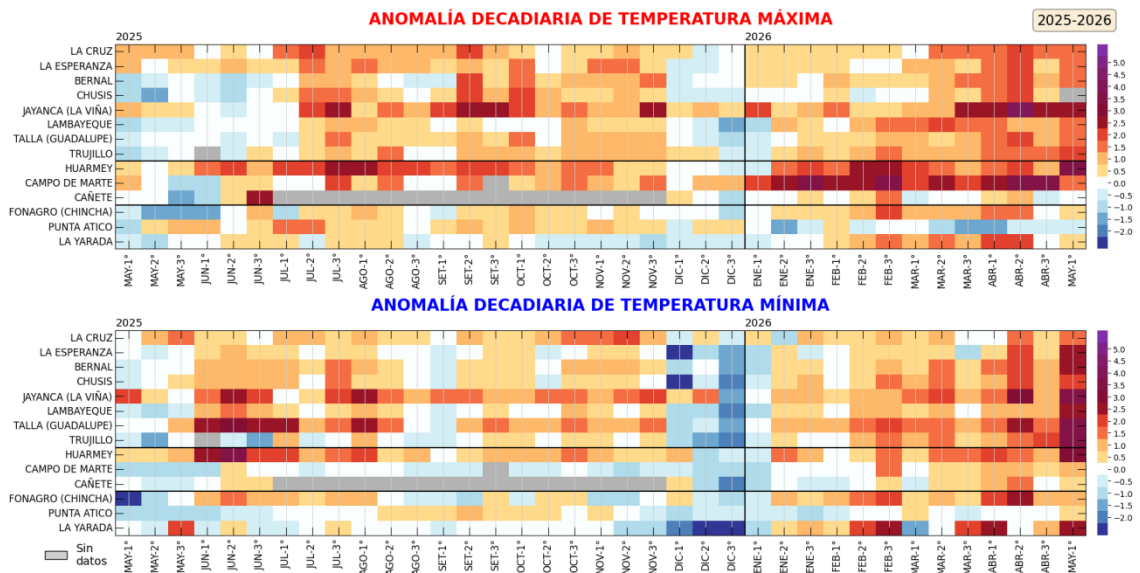 ANOMALÍA DECADIARIA DE TEMPERATURA MÁXIMA
2025-2026
2025
2026
LA CRUZ
LA ESPERANZA
BERNAL
CHUSIS
JAYANCA (LA VIÑA)
LAMBAYEQUE
TALLA (GUADALUPE)
TRUJILLO
HUARMEY
CAMPO DE MARTE
CAÑETE
FONAGRO (CHINCHA)
PUNTA ATICO
LA YARADA
5.0
4.5
4.0
3.5
3.0
2.5
2.0
1.5
1.0
0.5
0.0
−0.5
−1.0
−1.5
−2.0
MAY-1° MAY-2° MAY-3° JUN-1° JUN-2° JUN-3° JUL-1° JUL-2° JUL-3° AGO-1° AGO-2° AGO-3° SET-1° SET-2° SET-3° OCT-1° OCT-2° OCT-3° NOV-1° NOV-2° NOV-3° DIC-1° DIC-2° DIC-3° ENE-1° ENE-2° ENE-3° FEB-1° FEB-2° FEB-3° MAR-1° MAR-2° MAR-3° ABR-1° ABR-2° ABR-3° MAY-1°
ANOMALÍA DECADIARIA DE TEMPERATURA MÍNIMA
2025
2026
LA CRUZ
LA ESPERANZA
BERNAL
CHUSIS
JAYANCA (LA VIÑA)
LAMBAYEQUE
TALLA (GUADALUPE)
TRUJILLO
HUARMEY
CAMPO DE MARTE
CAÑETE
FONAGRO (CHINCHA)
PUNTA ATICO
LA YARADA
5.0
4.5
4.0
3.5
3.0
2.5
2.0
1.5
1.0
0.5
0.0
−0.5
−1.0
−1.5
−2.0
Sin
datos
MAY-1° MAY-2° MAY-3° JUN-1° JUN-2° JUN-3° JUL-1° JUL-2° JUL-3° AGO-1° AGO-2° AGO-3° SET-1° SET-2° SET-3° OCT-1° OCT-2° OCT-3° NOV-1° NOV-2° NOV-3° DIC-1° DIC-2° DIC-3° ENE-1° ENE-2° ENE-3° FEB-1° FEB-2° FEB-3° MAR-1° MAR-2° MAR-3° ABR-1° ABR-2° ABR-3° MAY-1°